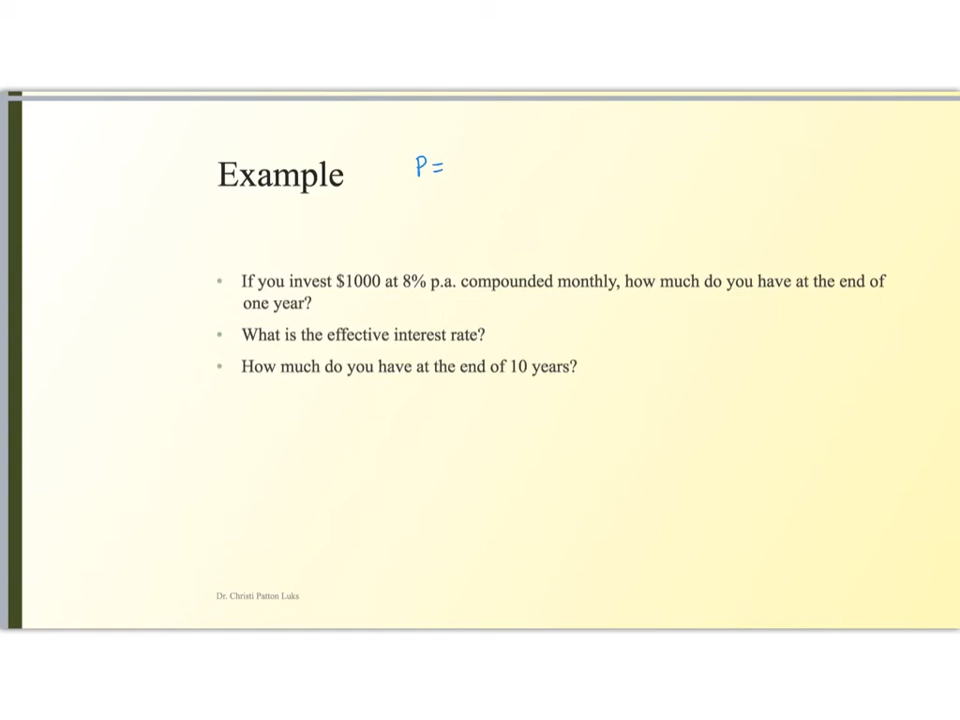 Example P=
• If you invest $1000 at 8% p.a. compounded monthly, how much do you have at the end of
one year?
• What is the effective interest rate?
• How much do you have at the end of 10 years?
Dr. Christi Patton Luks